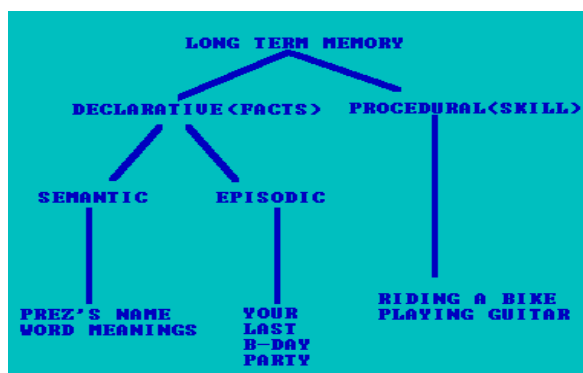 LONG TERM MEMORY
DECLARATIVE<FACTS>
PROCEDURAL<SKILL>
SEMANTIC
EPISODIC
PREZ'S NAME
WORD MEANINGS
YOUR
LAST
B-DAY
PARTY
RIDING A BIKE
PLAYING GUITAR